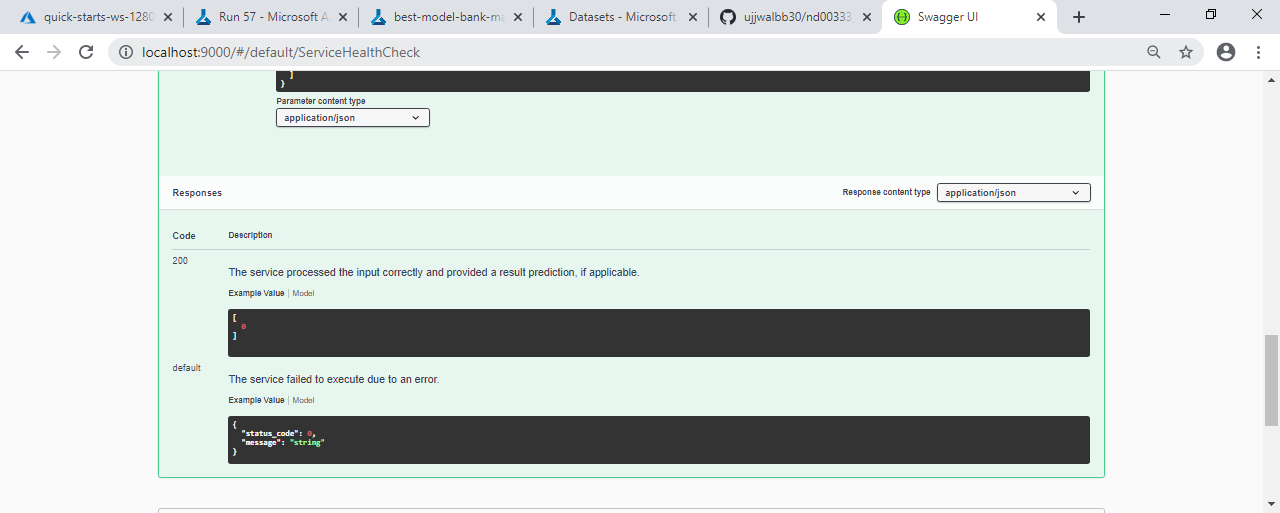 quick-starts-ws-1280
Run 57 - Microsoft A
best-model-bank-ma
Datasets - Microsoft
ujjwalbb30/nd00333
Swagger UI
localhost:9000/#/default/ServiceHealthCheck
]
}
Parameter content type
application/json
Responses
Response content type
application/json
Code
Description
200
The service processed the input correctly and provided a result prediction, if applicable.
Example Value | Model
[
0
]
default
The service failed to execute due to an error.
Example Value | Model
{
"status_code": 0,
"message": "string"
}